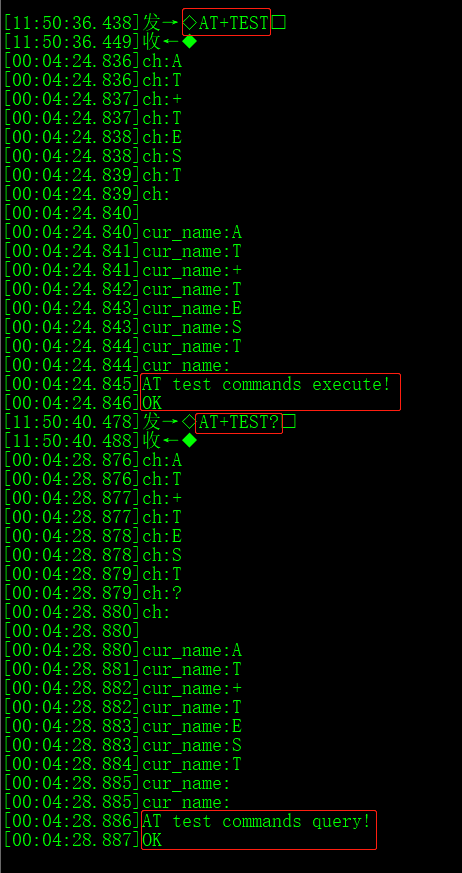 [11:50:36.438]发→◇AT+TEST□
[11:50:36.449]收←◆
[00:04:24.836]ch:A
[00:04:24.836]ch:T
[00:04:24.837]ch:+
[00:04:24.837]ch:T
[00:04:24.838]ch:E
[00:04:24.838]ch:S
[00:04:24.839]ch:T
[00:04:24.839]ch:
[00:04:24.840]
[00:04:24.840]cur_name:A
[00:04:24.841]cur_name:T
[00:04:24.841]cur_name:+
[00:04:24.842]cur_name:T
[00:04:24.843]cur_name:E
[00:04:24.843]cur_name:S
[00:04:24.844]cur_name:T
[00:04:24.844]cur_name:
[00:04:24.845]AT test commands execute!
[00:04:24.846]OK
[11:50:40.478]发→◇AT+TEST?□
[11:50:40.488]收←◆
[00:04:28.876]ch:A
[00:04:28.876]ch:T
[00:04:28.877]ch:+
[00:04:28.877]ch:T
[00:04:28.878]ch:E
[00:04:28.878]ch:S
[00:04:28.879]ch:T
[00:04:28.879]ch:?
[00:04:28.880]ch:
[00:04:28.880]
[00:04:28.880]cur_name:A
[00:04:28.881]cur_name:T
[00:04:28.882]cur_name:+
[00:04:28.882]cur_name:T
[00:04:28.883]cur_name:E
[00:04:28.883]cur_name:S
[00:04:28.884]cur_name:T
[00:04:28.885]cur_name:
[00:04:28.885]cur_name:
[00:04:28.886]AT test commands query!
[00:04:28.887]OK